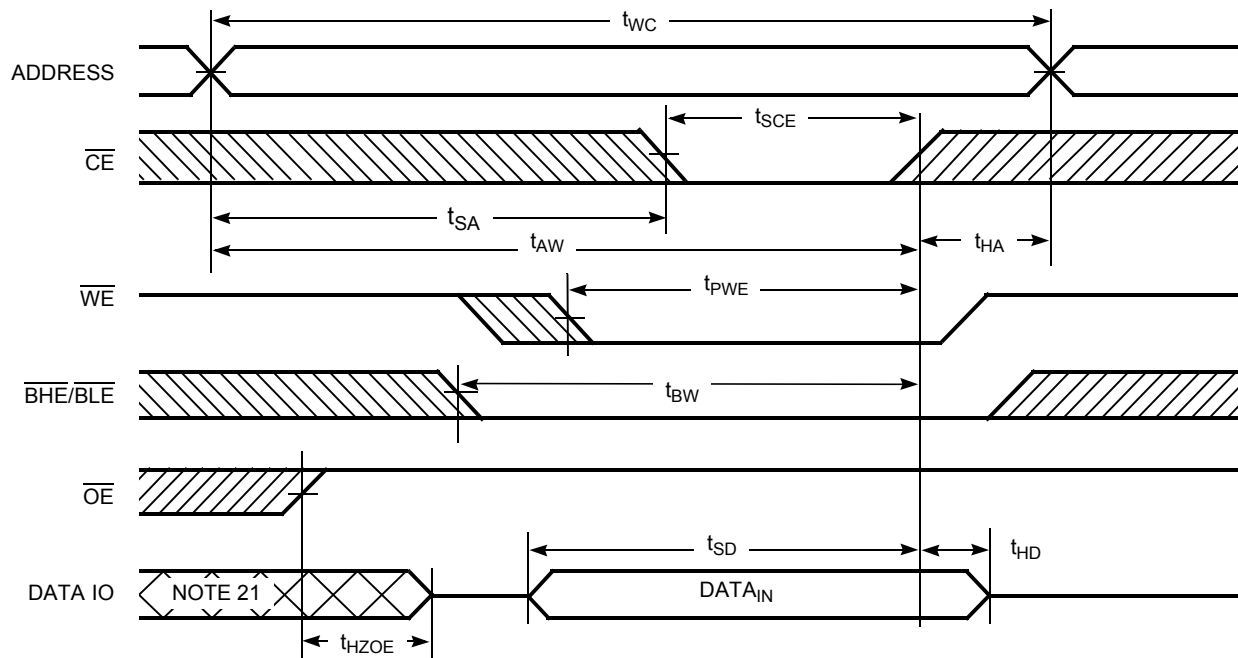 tWC
ADDRESS
tSCE
CE
tSA
tAW
tHA
WE
tPWE
BHE/BLE
tBW
OE
tSD
tHD
DATA IO
NOTE 21
DATAIN
tHZOE